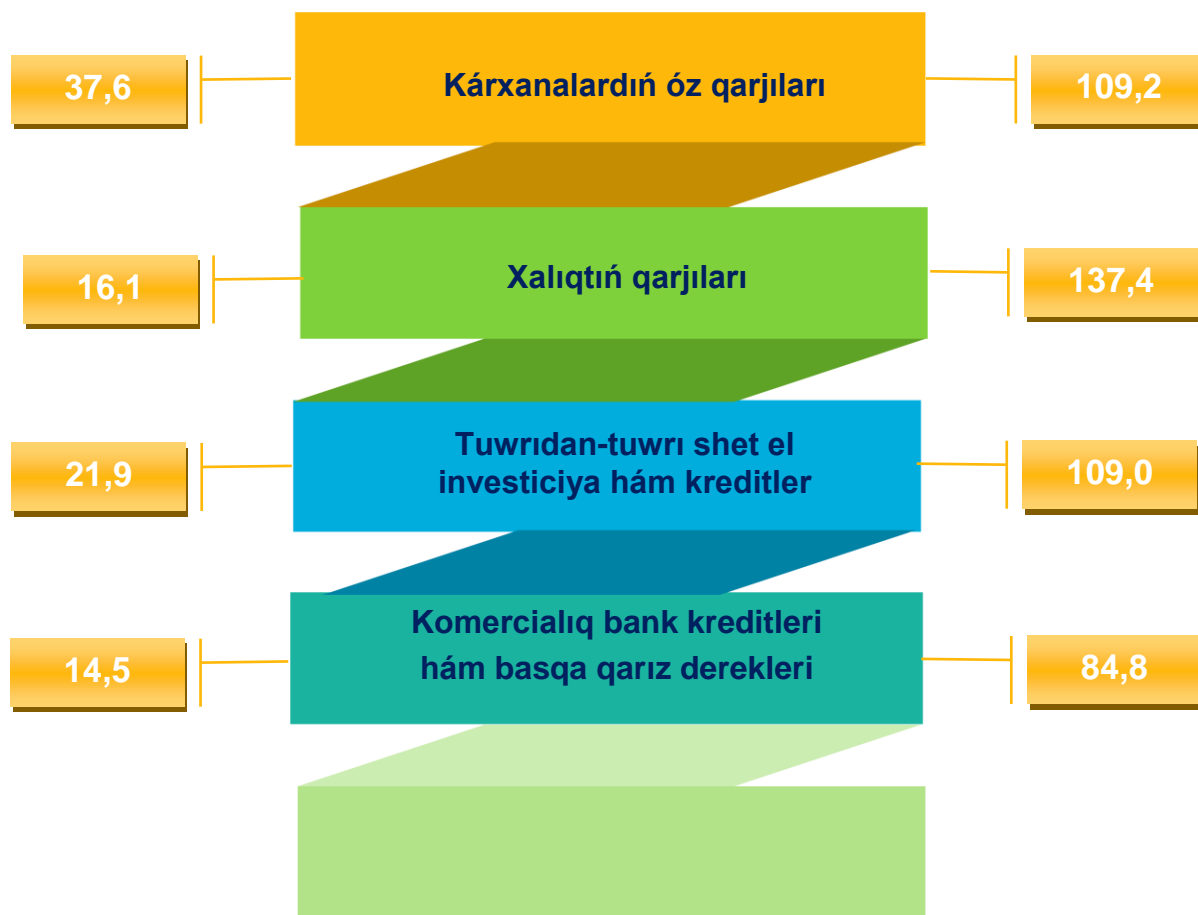 37,6
Kárxanalardıń óz qarjıları
109,2
16,1
Xalıqtıń qarjıları
137,4
21,9
Tuwrıdan-tuwrı shet el
investiciya hám kreditler
109,0
14,5
Komercialıq bank kreditleri
hám basqa qarız derekleri
84,8